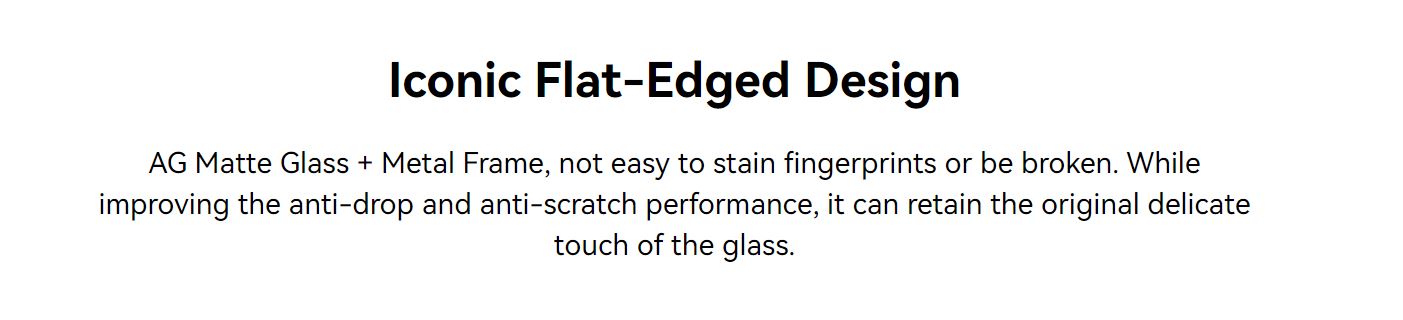 Iconic Flat-Edged Design
AG Matte Glass + Metal Frame, not easy to stain fingerprints or be broken. While
improving the anti-drop and anti-scratch performance, it can retain the original delicate
touch of the glass.